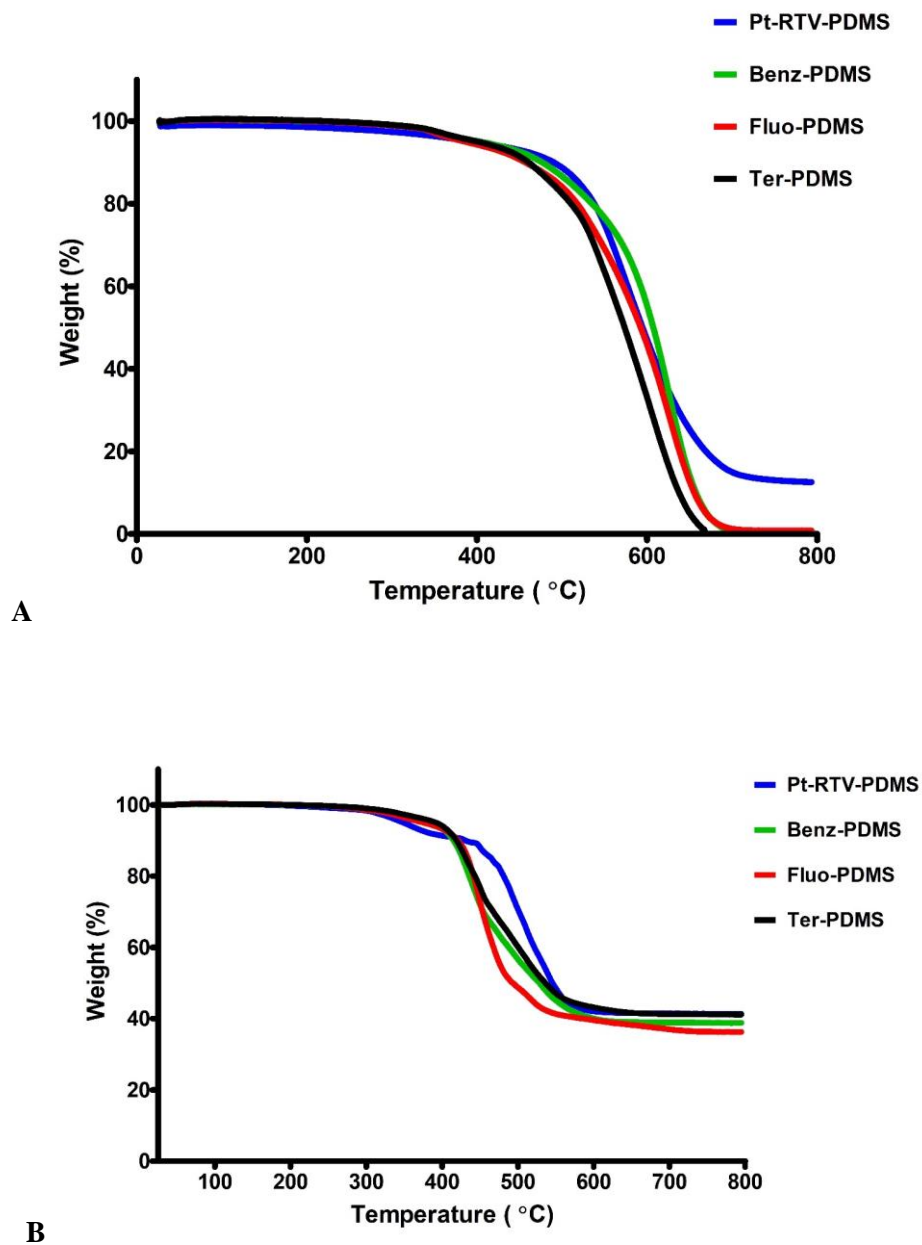 Pt-RTV-PDMS
Benz-PDMS
Fluo-PDMS
Ter-PDMS
100
80
60
40
20
0
Weight (%)
0 200 400 600 800
Temperature ( °C)
A
Pt-RTV-PDMS
Benz-PDMS
Fluo-PDMS
Ter-PDMS
100
80
60
40
20
0
Weight (%)
100 200 300 400 500 600 700 800
Temperature ( °C)
B